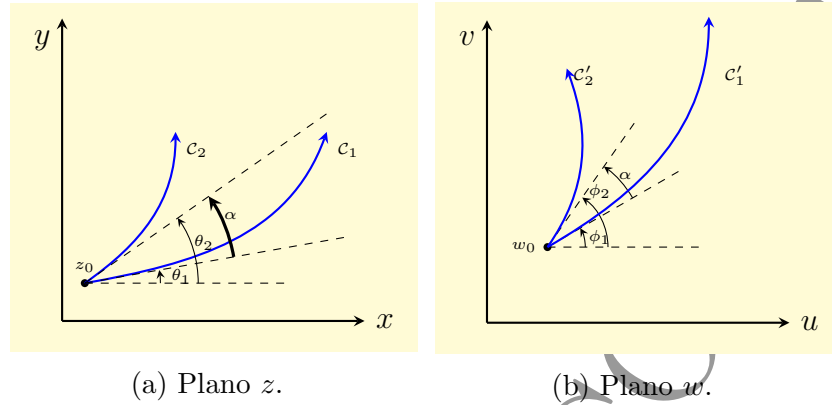 y
x
z₀
C₂
C₁
α
θ₂
θ₁
(a) Plano z.
v
u
w₀
C′₂
C′₁
α
ϕ₂
ϕ₁
(b) Plano w.